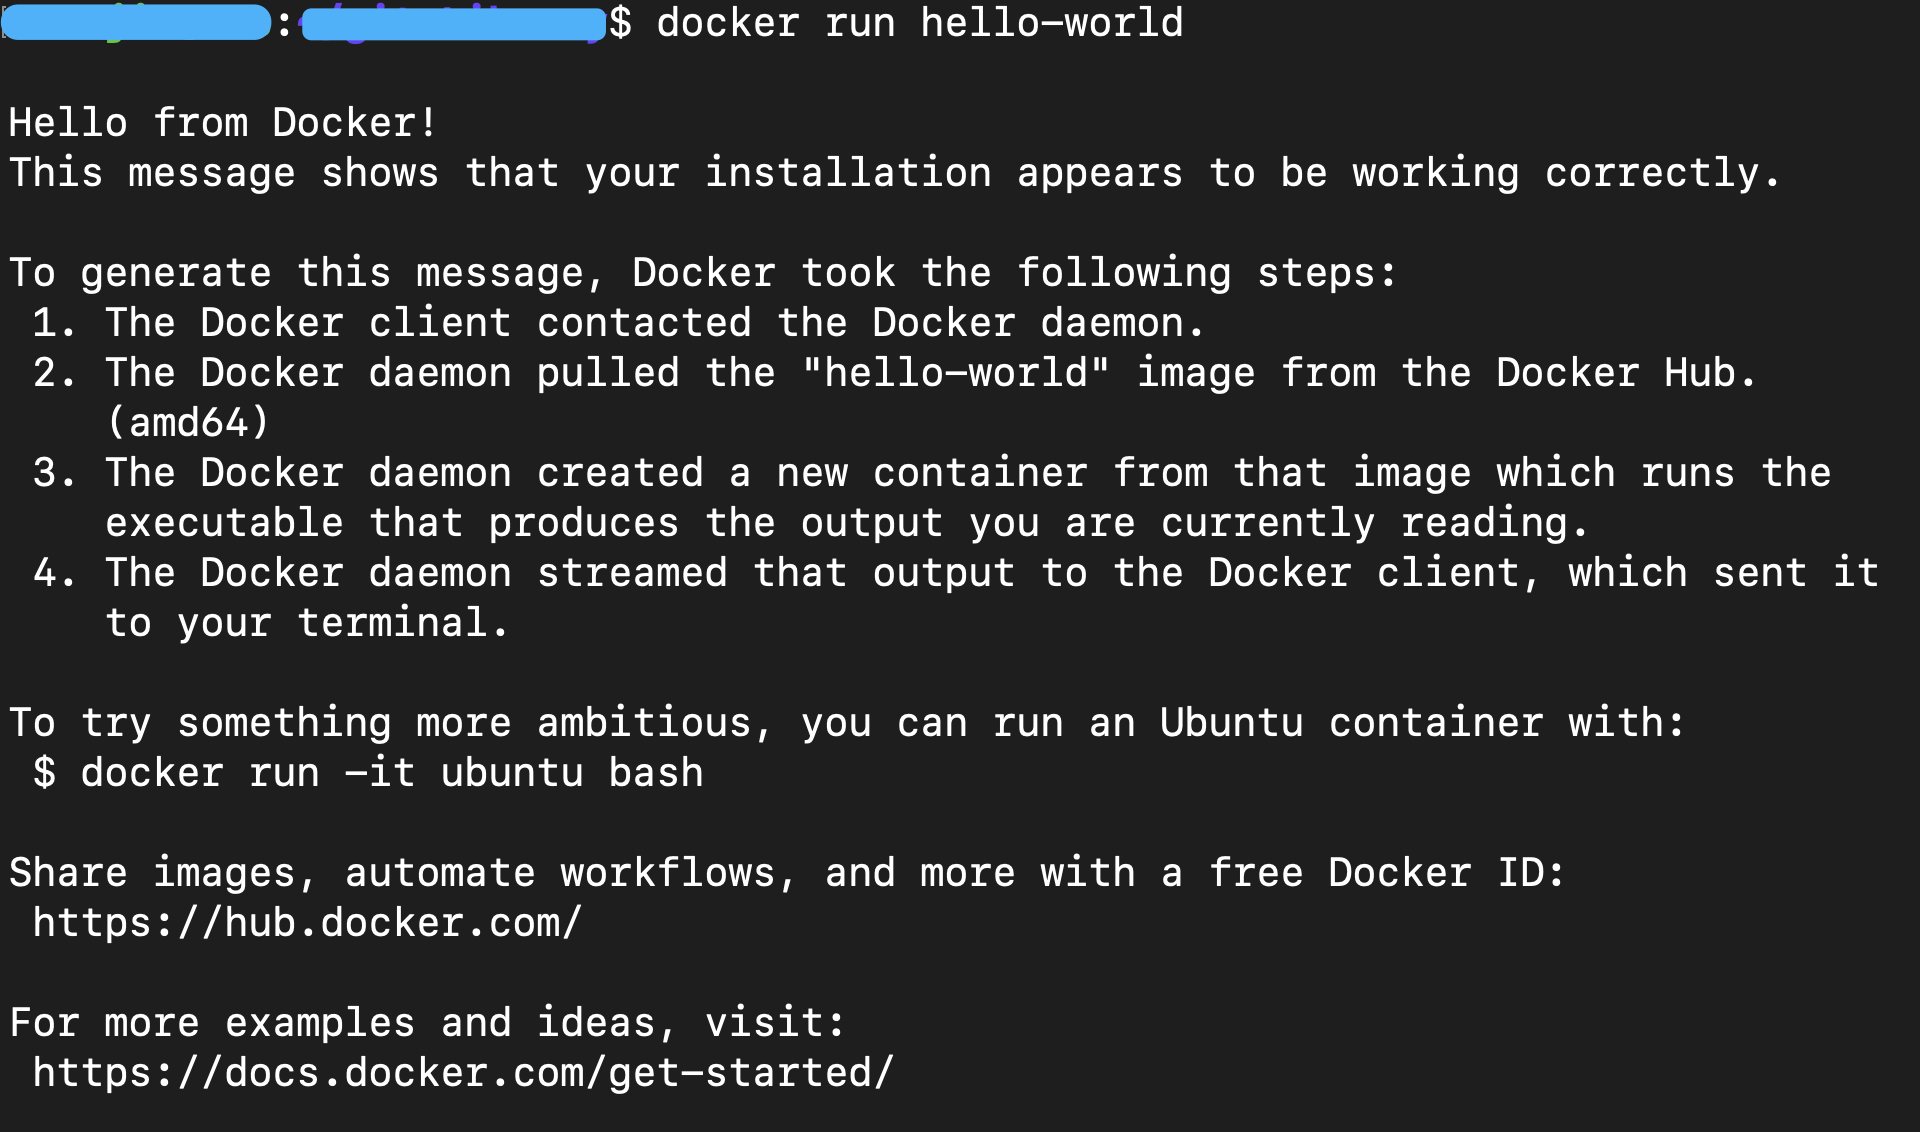 :$ docker run hello-world
Hello from Docker!
This message shows that your installation appears to be working correctly.
To generate this message, Docker took the following steps:
1. The Docker client contacted the Docker daemon.
2. The Docker daemon pulled the "hello-world" image from the Docker Hub.
(amd64)
3. The Docker daemon created a new container from that image which runs the
executable that produces the output you are currently reading.
4. The Docker daemon streamed that output to the Docker client, which sent it
to your terminal.
To try something more ambitious, you can run an Ubuntu container with:
$ docker run -it ubuntu bash
Share images, automate workflows, and more with a free Docker ID:
https://hub.docker.com/
For more examples and ideas, visit:
https://docs.docker.com/get-started/